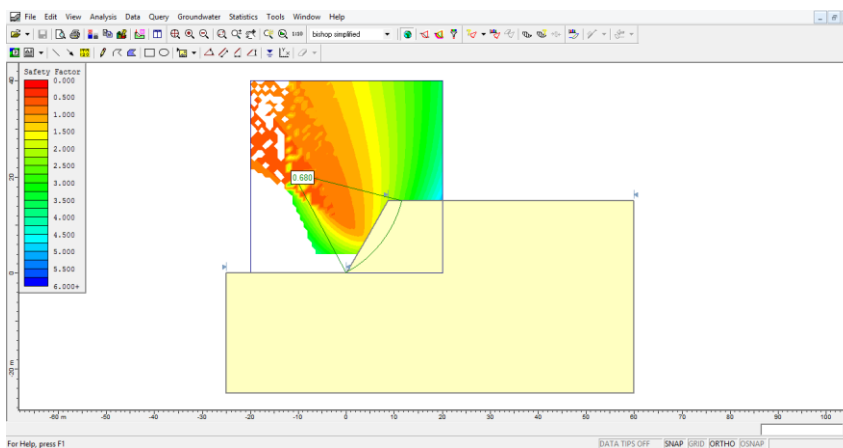 File Edit View Analysis Data Query Groundwater Statistics Tools Window Help
bishop simplified
Safety Factor
0.000
0.500
1.000
1.500
2.000
2.500
3.000
3.500
4.000
4.500
5.000
5.500
6.000+
40
20
0
-20 m
0.680
-60 m -50 -40 -30 -20 -10 0 10 20 30 40 50 60 70 80 90 100
For Help, press F1
DATA TIPS OFF SNAP GRID ORTHO OSNAP